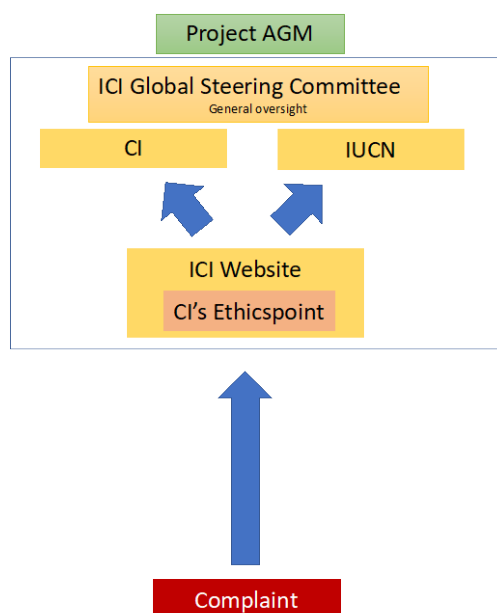 Project AGM
ICI Global Steering Committee
General oversight
CI
IUCN
ICI Website
CI's Ethicspoint
Complaint